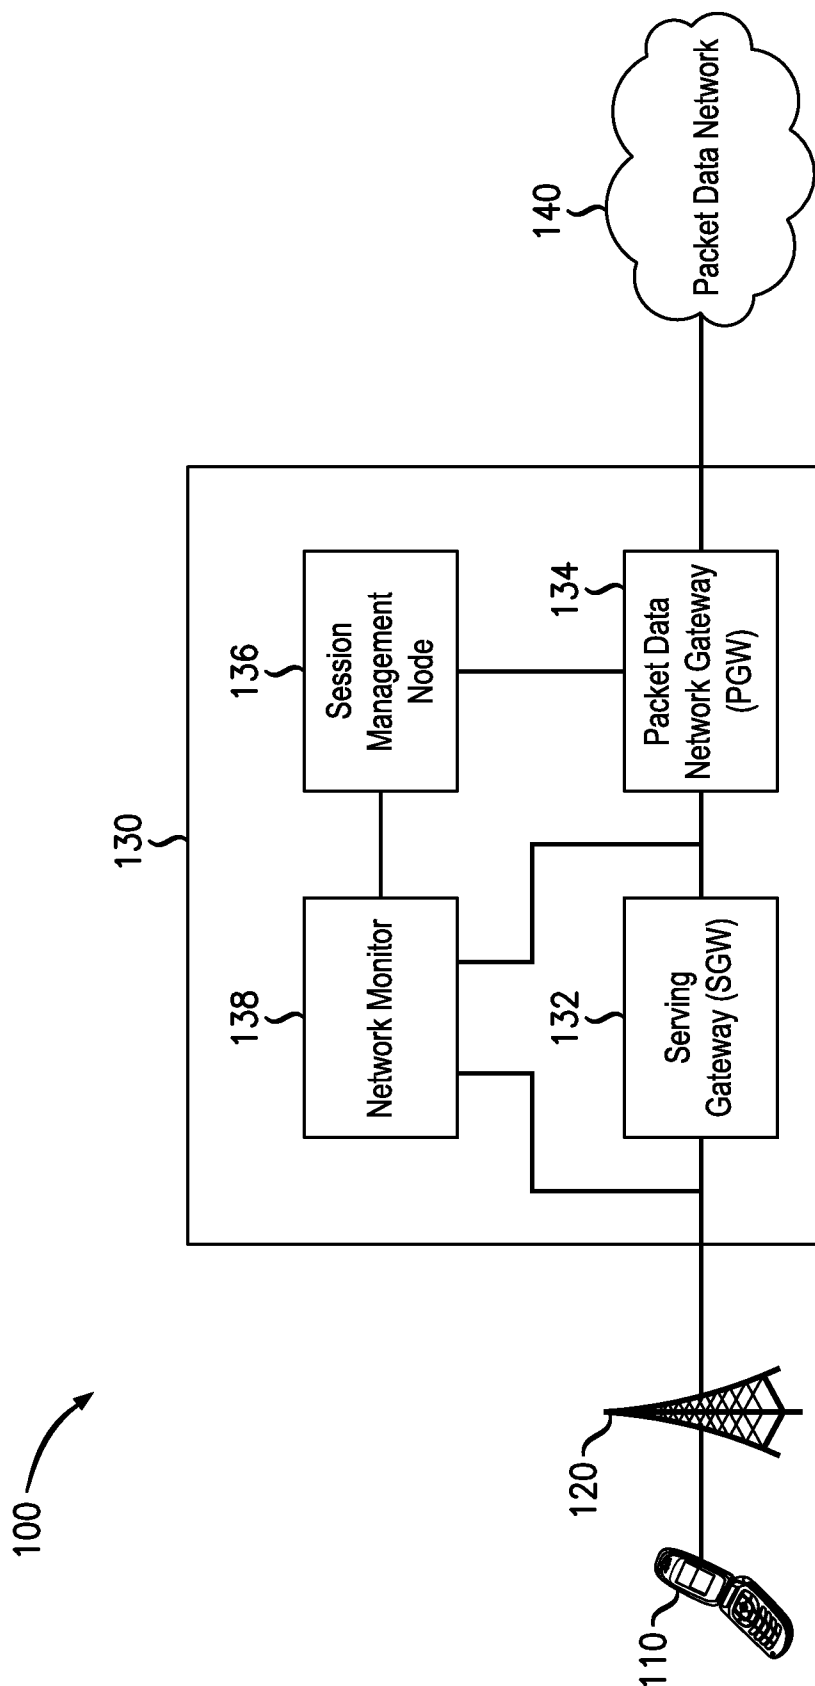 100
130
138
Network Monitor
136
Session
Management
Node
140
Packet Data Network
110
120
132
Serving
Gateway (SGW)
134
Packet Data
Network Gateway
(PGW)